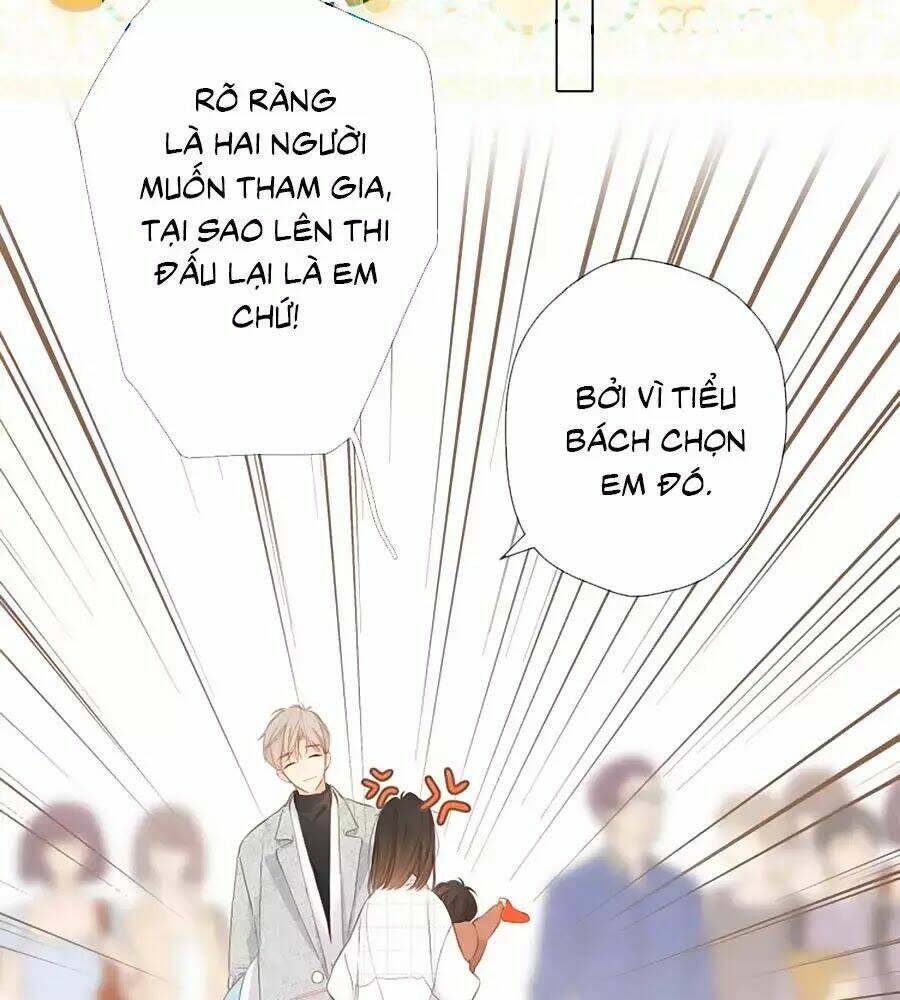 RÕ RÀNG
LÀ HAI NGƯỜI
MUỐN THAM GIA,
TẠI SAO LÊN THI
ĐẤU LẠI LÀ EM
CHỨ!
BỞI VÌ TIỂU
BÁCH CHỌN
EM ĐÓ.